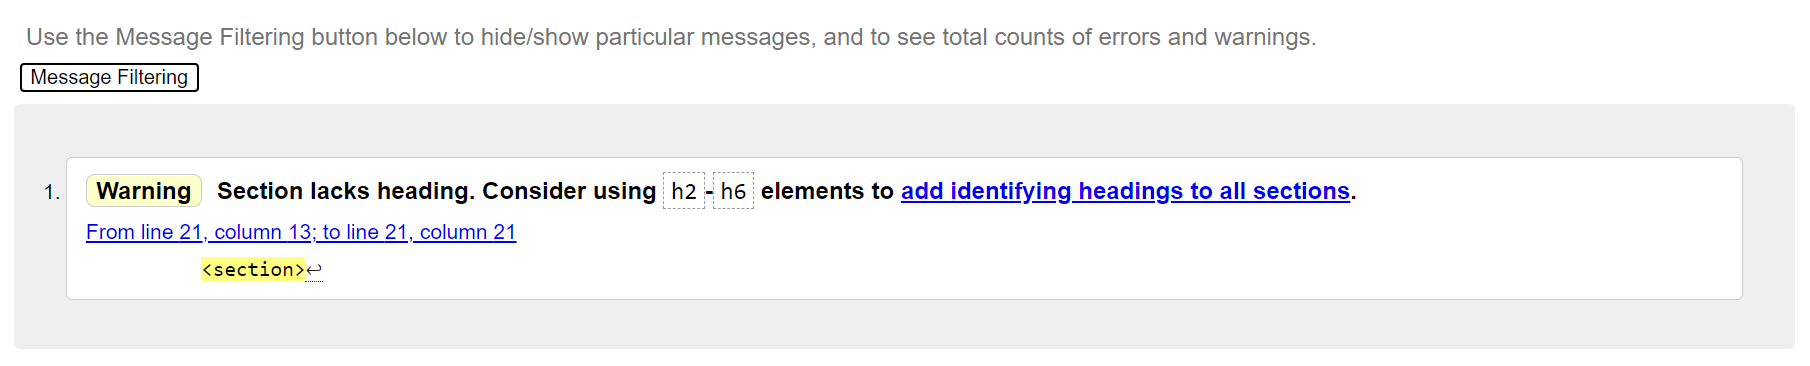 Use the Message Filtering button below to hide/show particular messages, and to see total counts of errors and warnings.
Message Filtering
1. Warning Section lacks heading. Consider using h2-h6 elements to add identifying headings to all sections.
From line 21, column 13; to line 21, column 21
<section>↩